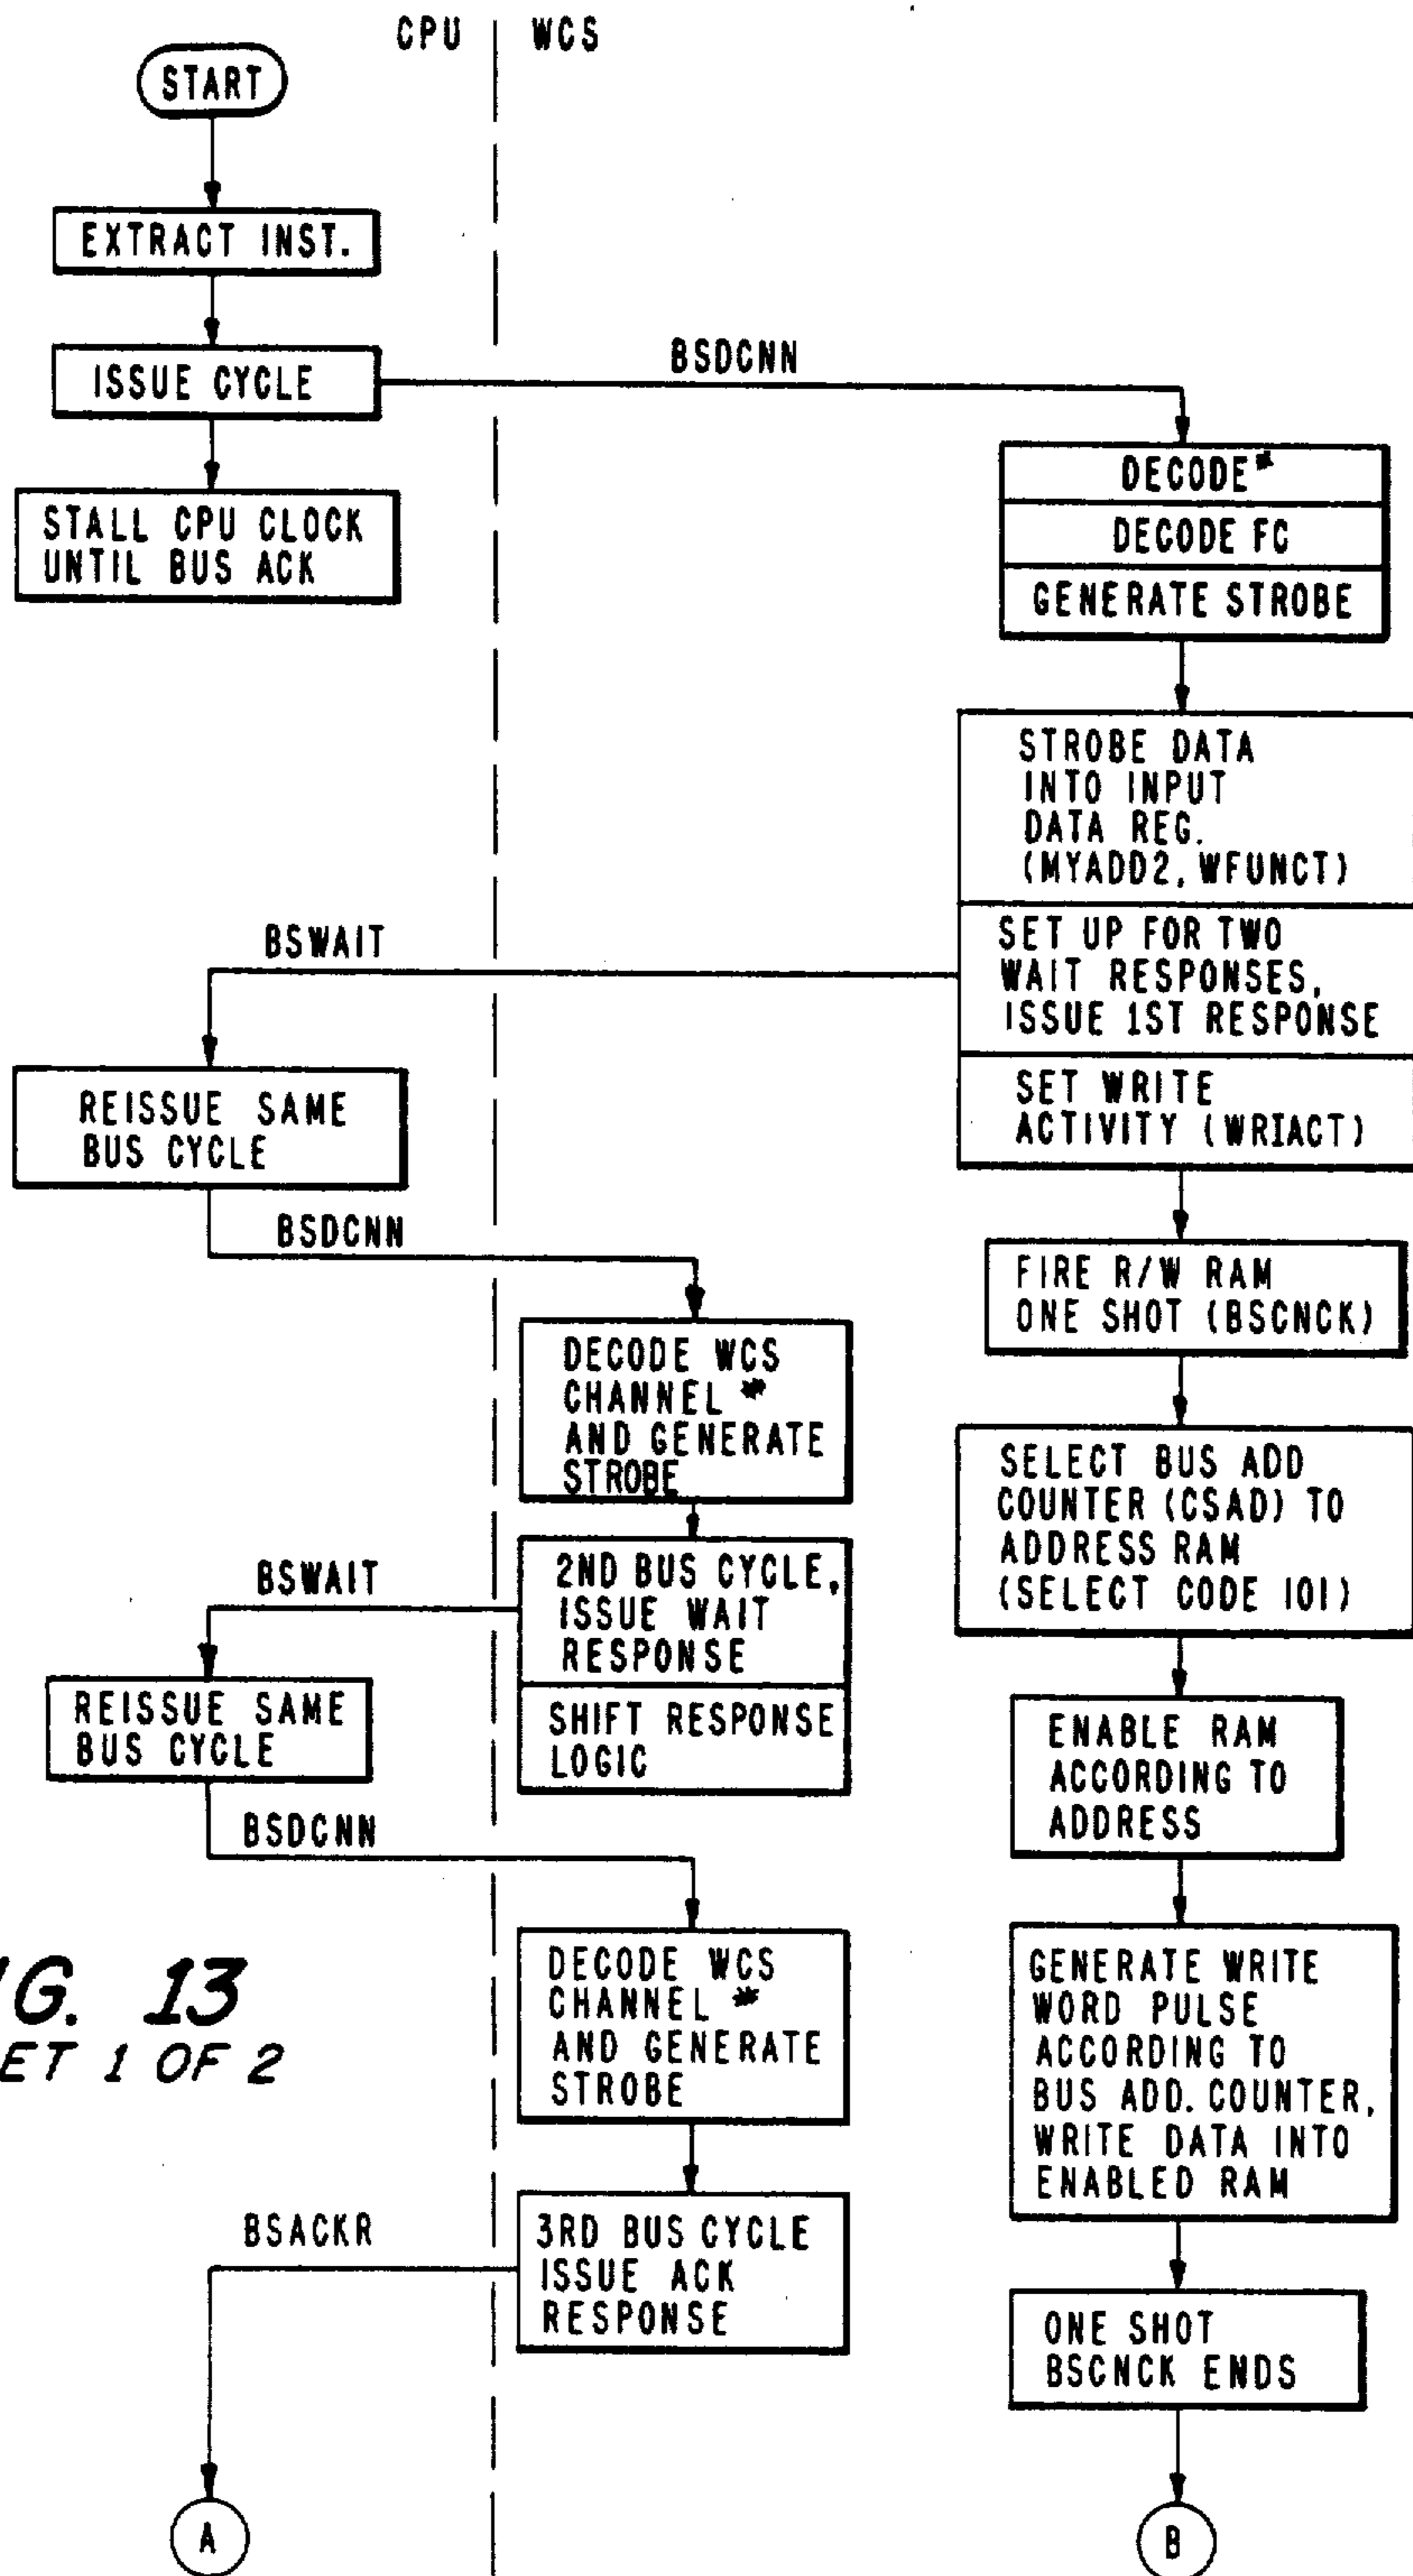 CPU WCS
START
EXTRACT INST.
ISSUE CYCLE
BSDCNN
STALL CPU CLOCK
UNTIL BUS ACK
DECODE*
DECODE FC
GENERATE STROBE
STROBE DATA
INTO INPUT
DATA REG.
(MYADD2, WFUNCT)
SET UP FOR TWO
WAIT RESPONSES,
ISSUE 1ST RESPONSE
SET WRITE
ACTIVITY (WRIACT)
BSWAIT
REISSUE SAME
BUS CYCLE
BSDCNN
DECODE WCS
CHANNEL *
AND GENERATE
STROBE
2ND BUS CYCLE,
ISSUE WAIT
RESPONSE
SHIFT RESPONSE
LOGIC
BSWAIT
REISSUE SAME
BUS CYCLE
BSDCNN
DECODE WCS
CHANNEL *
AND GENERATE
STROBE
3RD BUS CYCLE
ISSUE ACK
RESPONSE
BSACKR
A
FIRE R/W RAM
ONE SHOT (BSCNCK)
SELECT BUS ADD
COUNTER (CSAD) TO
ADDRESS RAM
(SELECT CODE 101)
ENABLE RAM
ACCORDING TO
ADDRESS
GENERATE WRITE
WORD PULSE
ACCORDING TO
BUS ADD. COUNTER,
WRITE DATA INTO
ENABLED RAM
ONE SHOT
BSCNCK ENDS
B
IG. 13
ET 1 OF 2